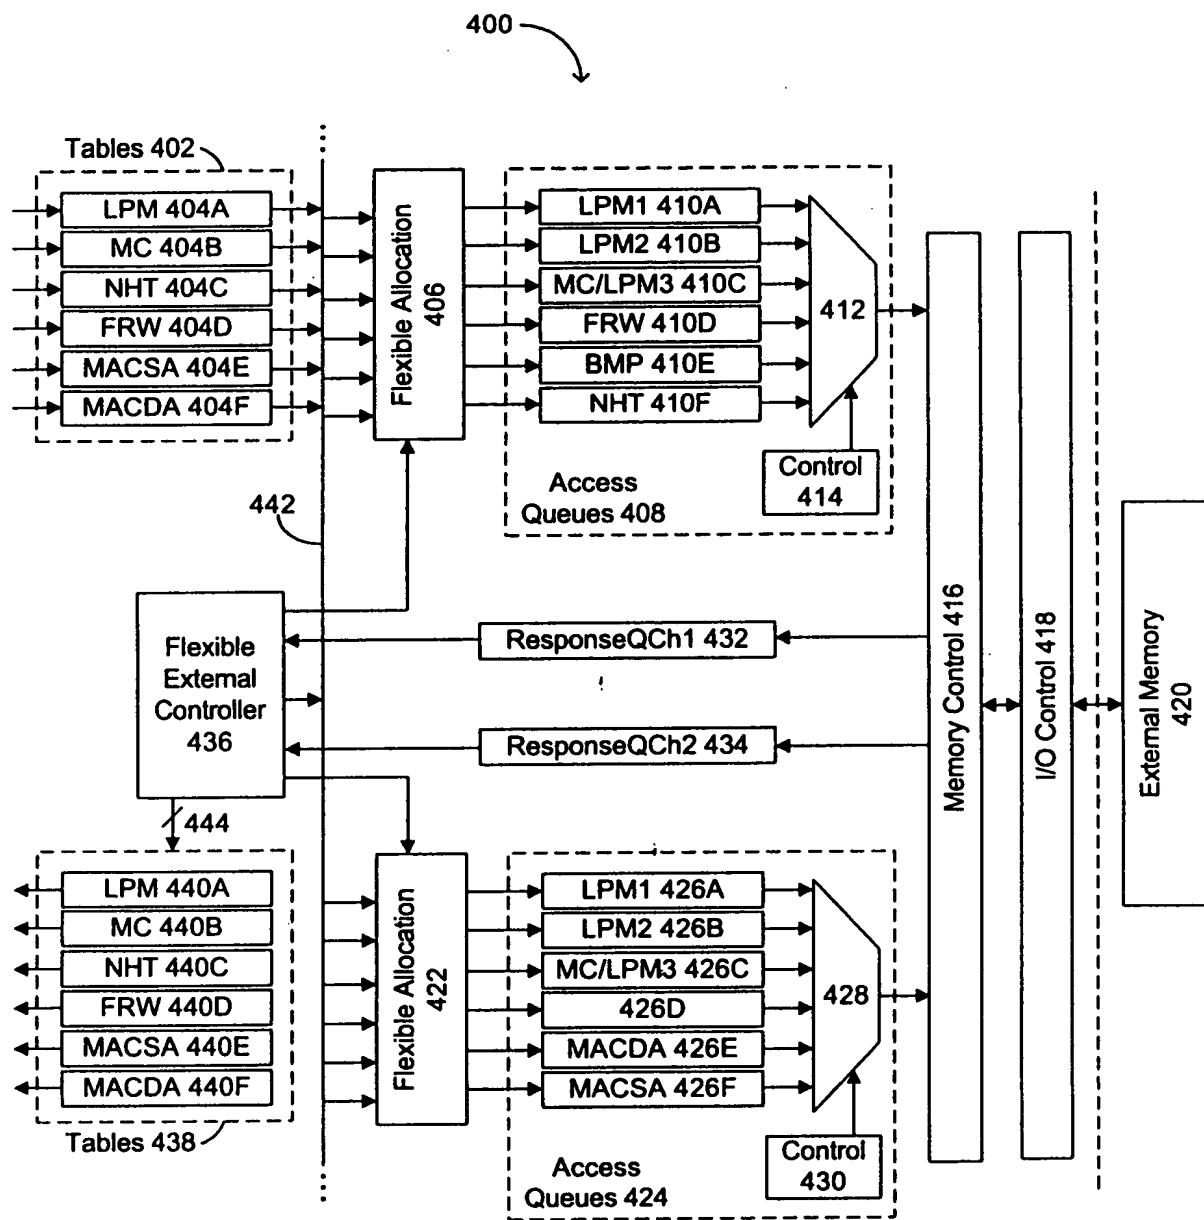 400
Tables 402
LPM 404A
MC 404B
NHT 404C
FRW 404D
MACSA 404E
MACDA 404F
Flexible Allocation
406
LPM1 410A
LPM2 410B
MC/LPM3 410C
FRW 410D
BMP 410E
NHT 410F
412
Control
414
Access
Queues 408
442
Flexible
External
Controller
436
ResponseQCh1 432
ResponseQCh2 434
Memory Control 416
I/O Control 418
External Memory
420
444
LPM 440A
MC 440B
NHT 440C
FRW 440D
MACSA 440E
MACDA 440F
Tables 438
Flexible Allocation
422
LPM1 426A
LPM2 426B
MC/LPM3 426C
426D
MACDA 426E
MACSA 426F
428
Control
430
Access
Queues 424